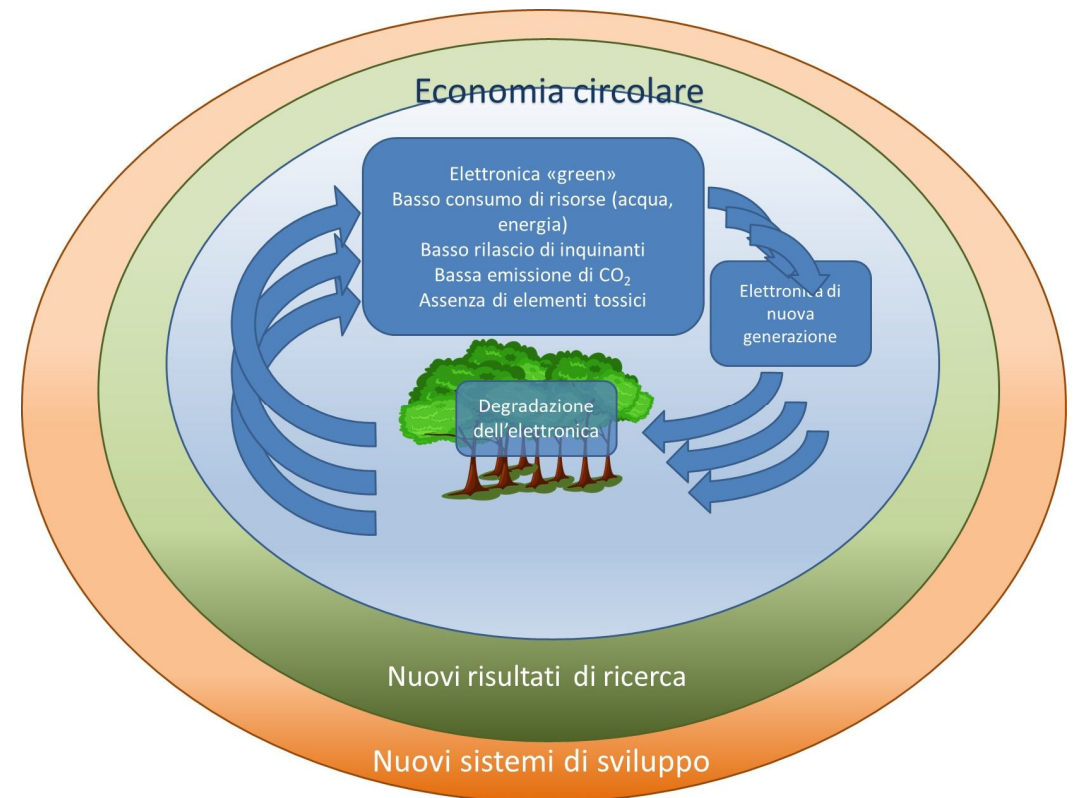 Economia circolare
Elettronica «green»
Basso consumo di risorse (acqua,
energia)
Basso rilascio di inquinanti
Bassa emissione di CO₂
Assenza di elementi tossici
Elettronica di
nuova
generazione
Degradazione
dell'elettronica
Nuovi risultati di ricerca
Nuovi sistemi di sviluppo